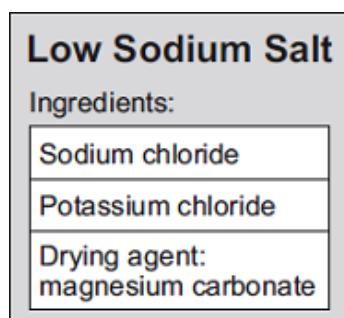 Low Sodium Salt
Ingredients:
Sodium chloride
Potassium chloride
Drying agent:
magnesium carbonate